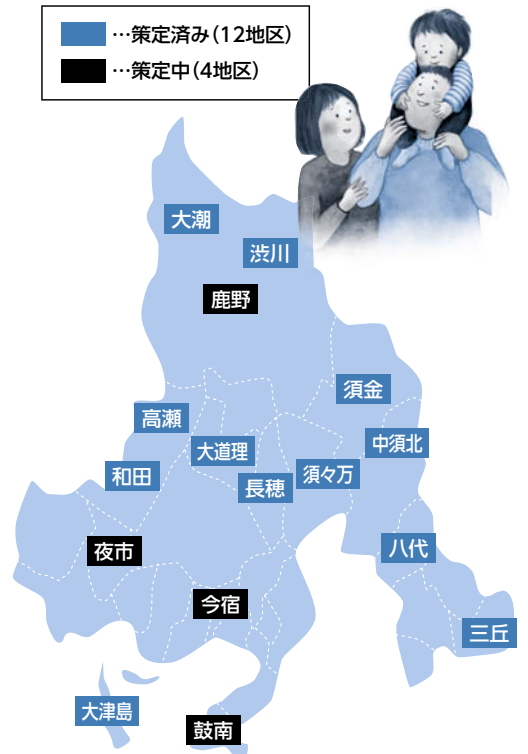 …策定済み(12地区)
…策定中(4地区)
大潮
渋川
鹿野
須金
高瀬
中須北
大道理
須々万
和田
長穂
夜市
八代
今宿
三丘
大津島
鼓南